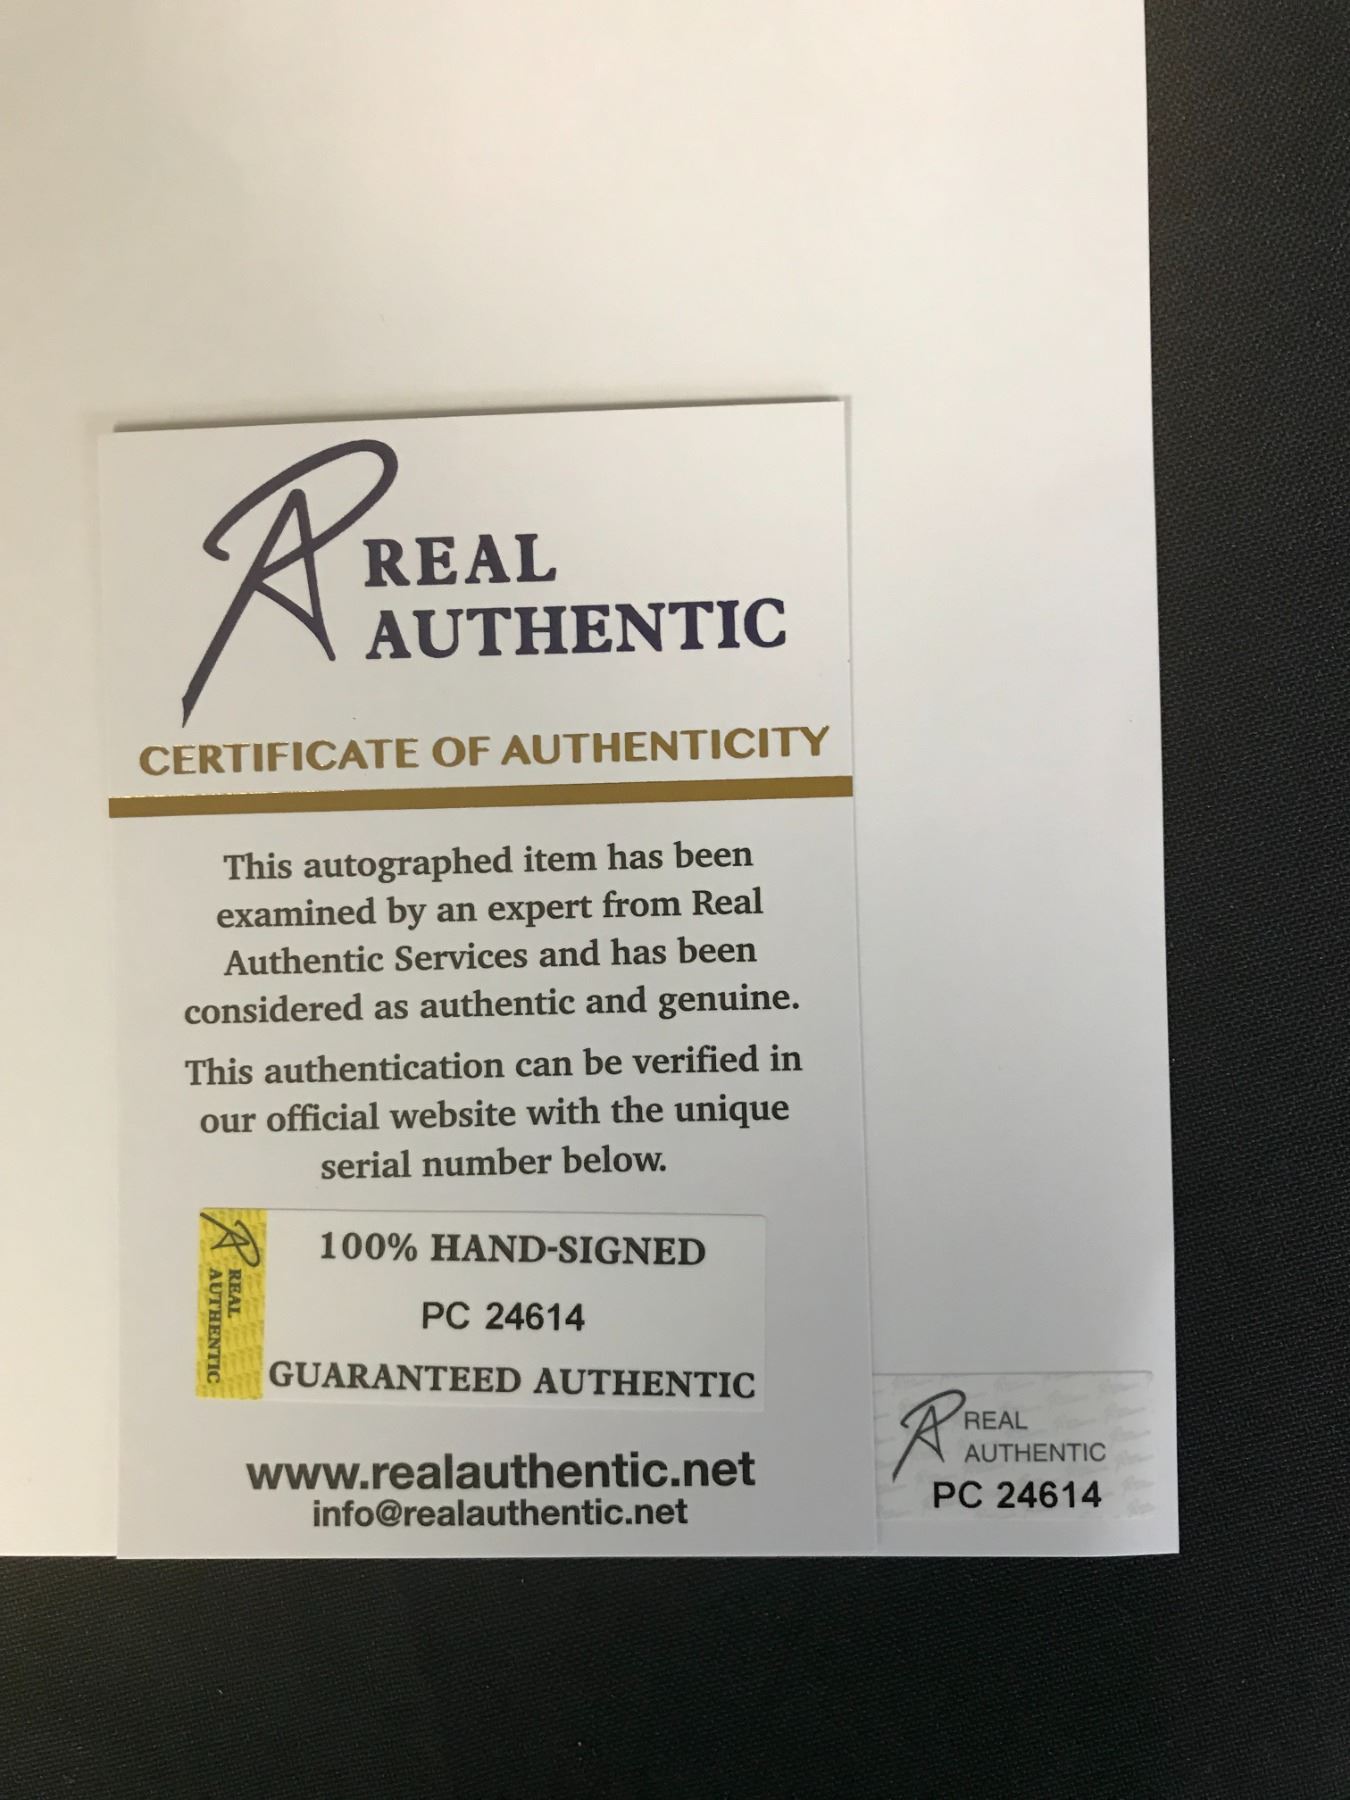 REAL
AUTHENTIC
CERTIFICATE OF AUTHENTICITY
This autographed item has been
examined by an expert from Real
Authentic Services and has been
considered as authentic and genuine.
This authentication can be verified in
our official website with the unique
serial number below.
REAL
AUTHENTIC
100% HAND-SIGNED
PC 24614
GUARANTEED AUTHENTIC
www.realauthentic.net
info@realauthentic.net
REAL
AUTHENTIC
PC 24614